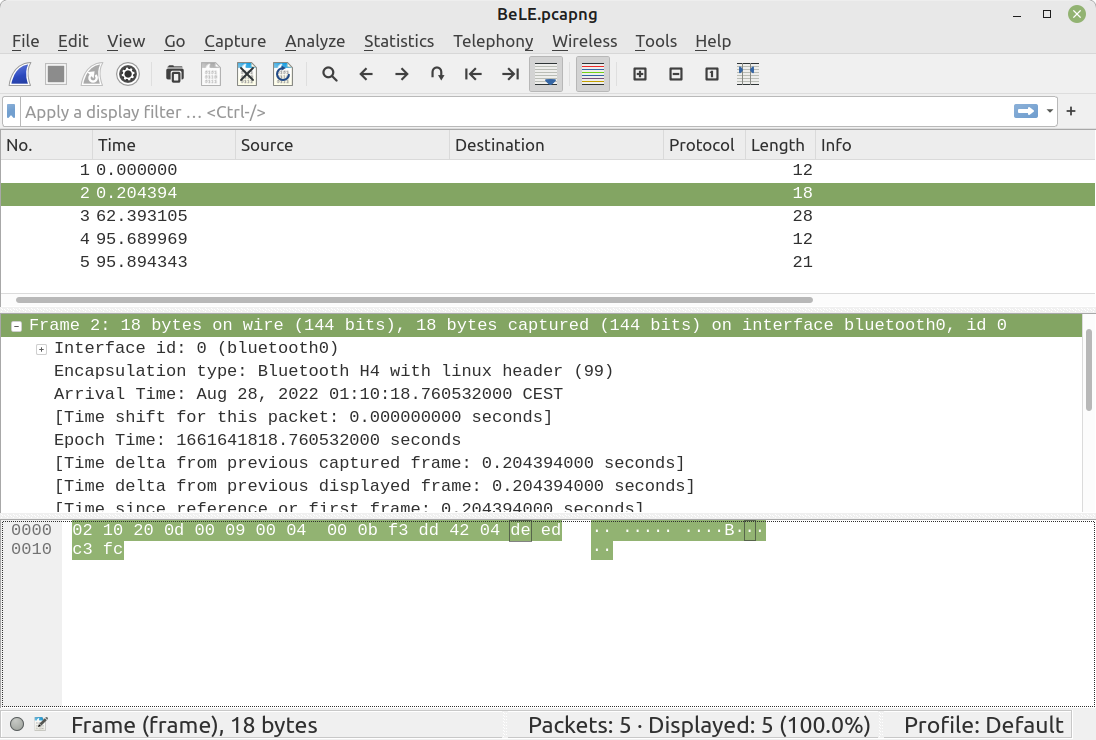 BeLE.pcapng
File Edit View Go Capture Analyze Statistics Telephony Wireless Tools Help
Apply a display filter … <Ctrl-/>
No. Time Source Destination Protocol Length Info
1 0.000000 12
2 0.204394 18
3 62.393105 28
4 95.689969 12
5 95.894343 21
Frame 2: 18 bytes on wire (144 bits), 18 bytes captured (144 bits) on interface bluetooth0, id 0
Interface id: 0 (bluetooth0)
Encapsulation type: Bluetooth H4 with linux header (99)
Arrival Time: Aug 28, 2022 01:10:18.760532000 CEST
[Time shift for this packet: 0.000000000 seconds]
Epoch Time: 1661641818.760532000 seconds
[Time delta from previous captured frame: 0.204394000 seconds]
[Time delta from previous displayed frame: 0.204394000 seconds]
[Time since reference or first frame: 0.204394000 seconds]
0000 02 10 20 0d 00 09 00 04 00 0b f3 dd 42 04 de ed ·· ····· ····B···
0010 c3 fc ··
Frame (frame), 18 bytes Packets: 5 · Displayed: 5 (100.0%) Profile: Default